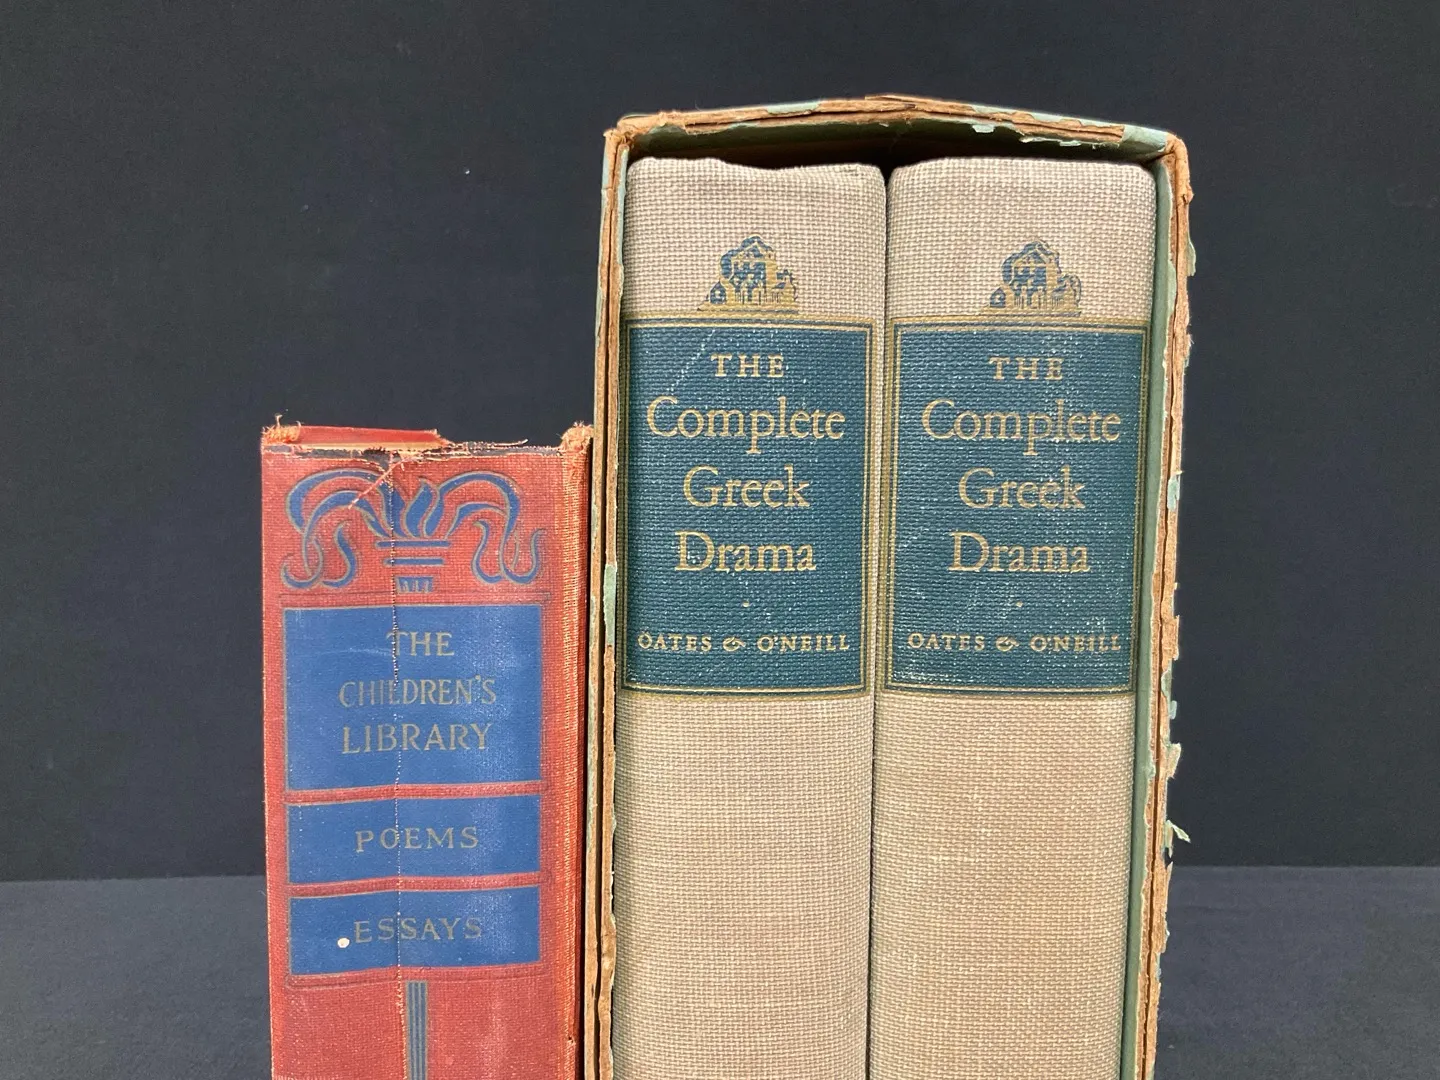 THE
CHILDREN'S
LIBRARY
POEMS
ESSAYS
THE
Complete
Greek
Drama
OATES & O'NEILL
THE
Complete
Greek
Drama
OATES & O'NEILL